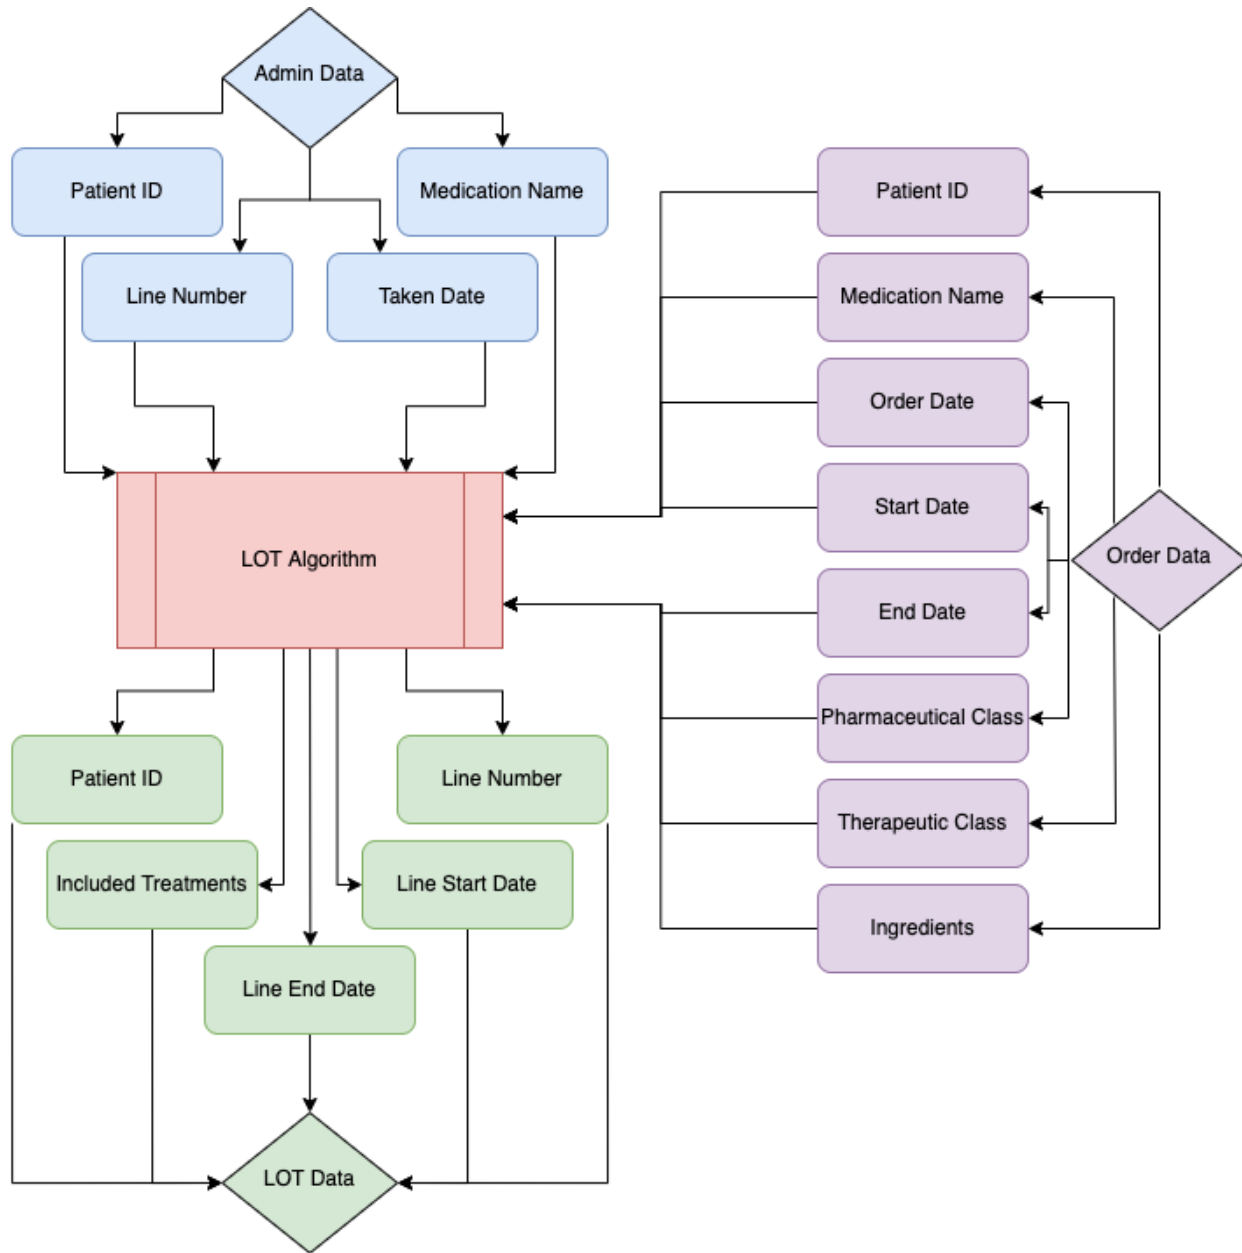 Admin Data
Patient ID
Medication Name
Line Number
Taken Date
LOT Algorithm
Patient ID
Line Number
Included Treatments
Line Start Date
Line End Date
LOT Data
Patient ID
Medication Name
Order Date
Start Date
End Date
Pharmaceutical Class
Therapeutic Class
Ingredients
Order Data